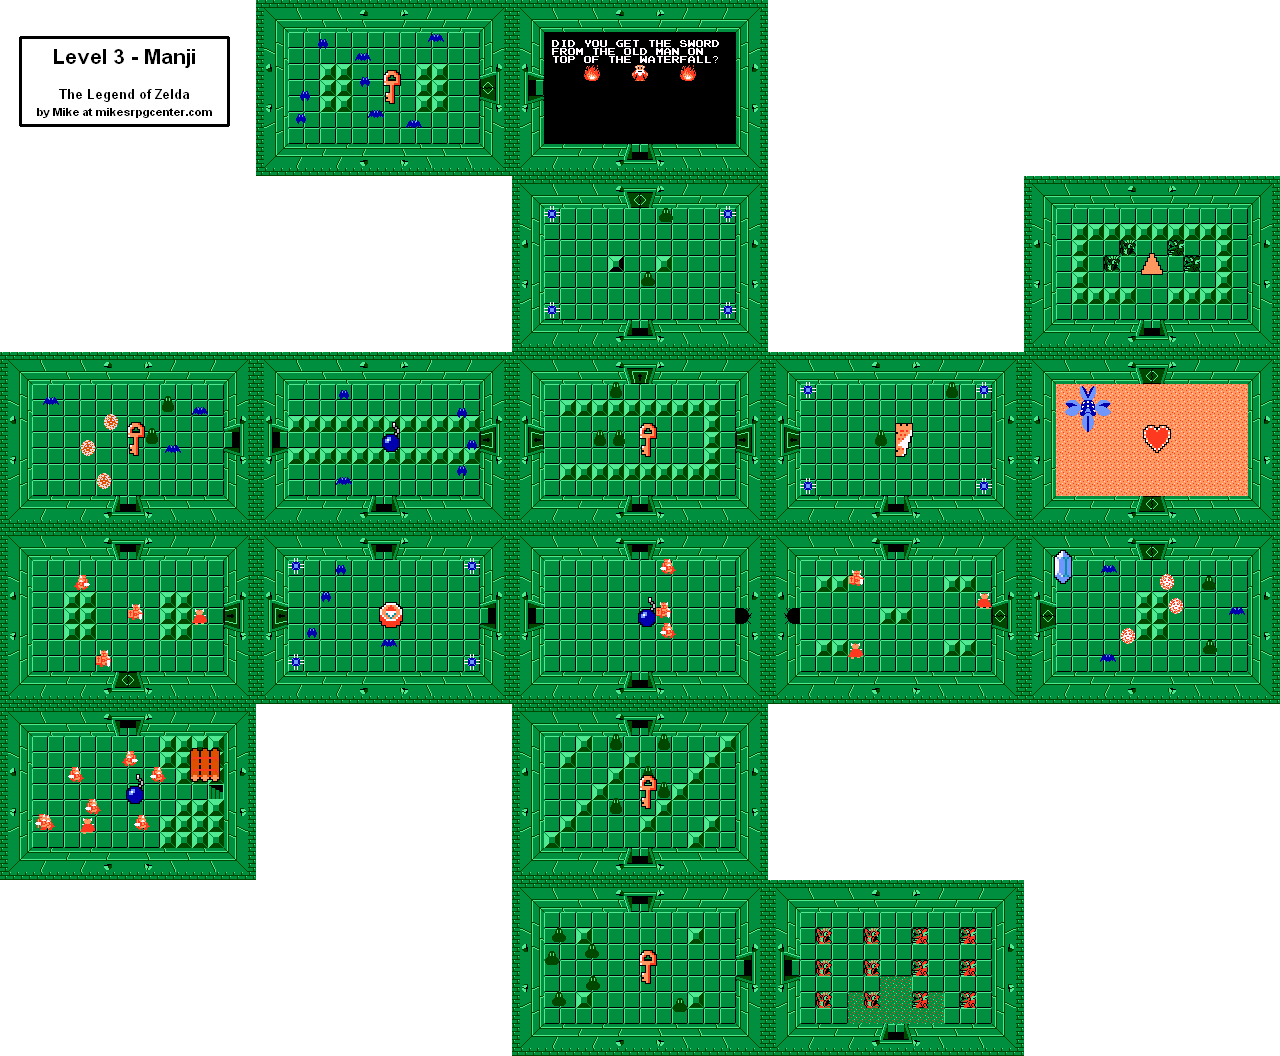 Level 3 - Manji
The Legend of Zelda
by Mike at mikesrpgcenter.com
DID YOU GET THE SWORD
FROM THE OLD MAN ON
TOP OF THE WATERFALL?